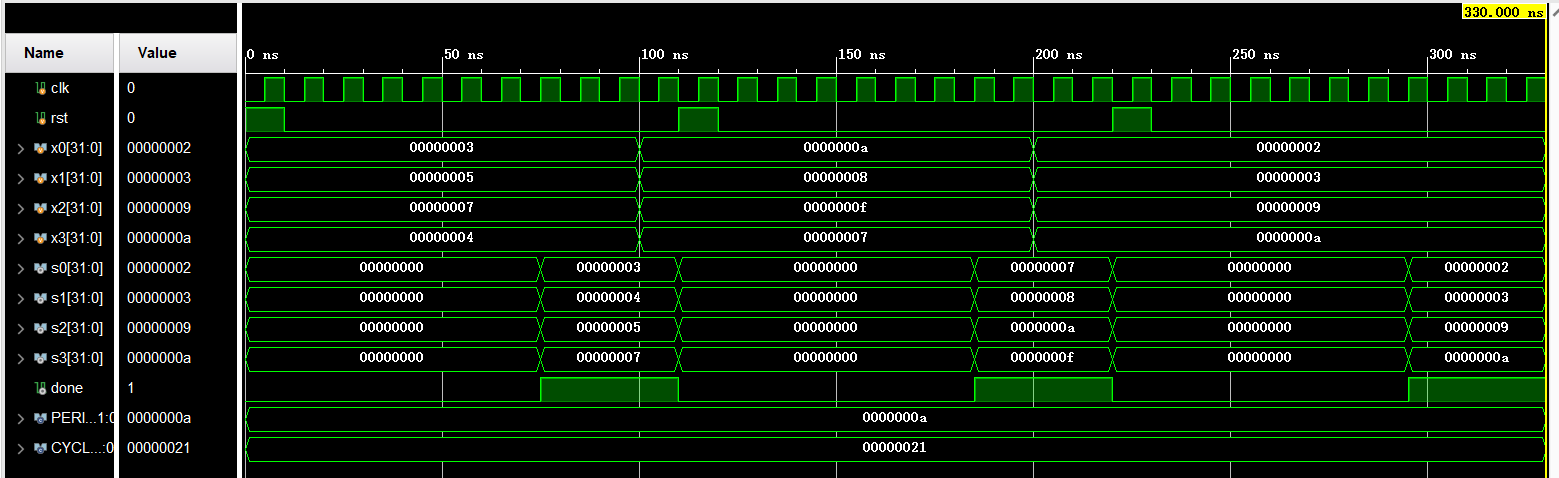 330.000 ns
Name Value
0 ns 50 ns 100 ns 150 ns 200 ns 250 ns 300 ns
clk 0
rst 0
x0[31:0] 00000002 00000003 0000000a 00000002
x1[31:0] 00000003 00000005 00000008 00000003
x2[31:0] 00000009 00000007 0000000f 00000009
x3[31:0] 0000000a 00000004 00000007 0000000a
s0[31:0] 00000002 00000000 00000003 00000000 00000007 00000000 00000002
s1[31:0] 00000003 00000000 00000004 00000000 00000008 00000000 00000003
s2[31:0] 00000009 00000000 00000005 00000000 0000000a 00000000 00000009
s3[31:0] 0000000a 00000000 00000007 00000000 0000000f 00000000 0000000a
done 1
PERI...1:0 0000000a 0000000a
CYCL...:0 00000021 00000021